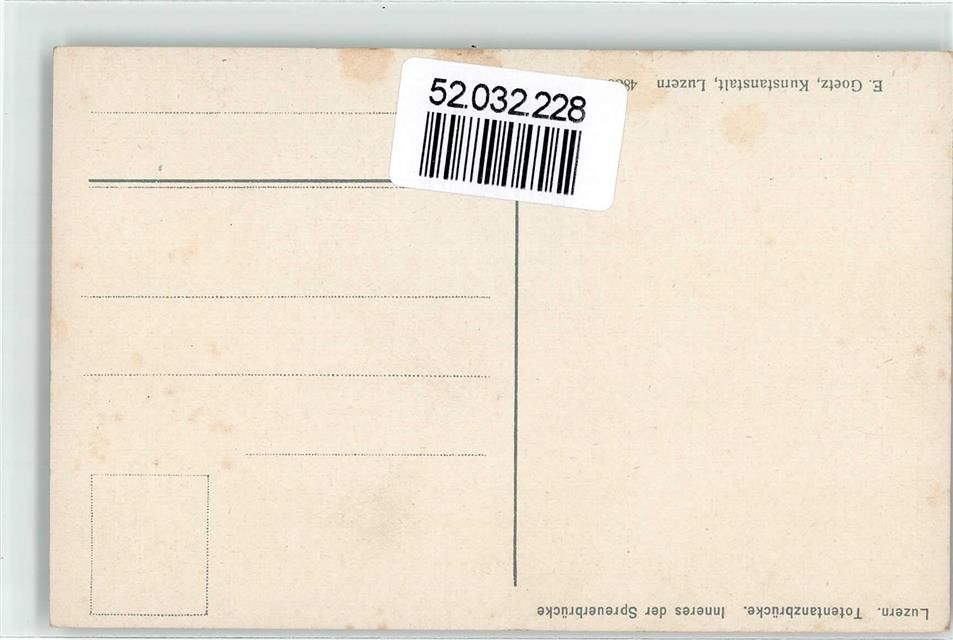 52.032.228
Luzern. Totentanzbrücke. Inneres der Spreuerbrücke
E. Goetz, Kunstanstalt, Luzern